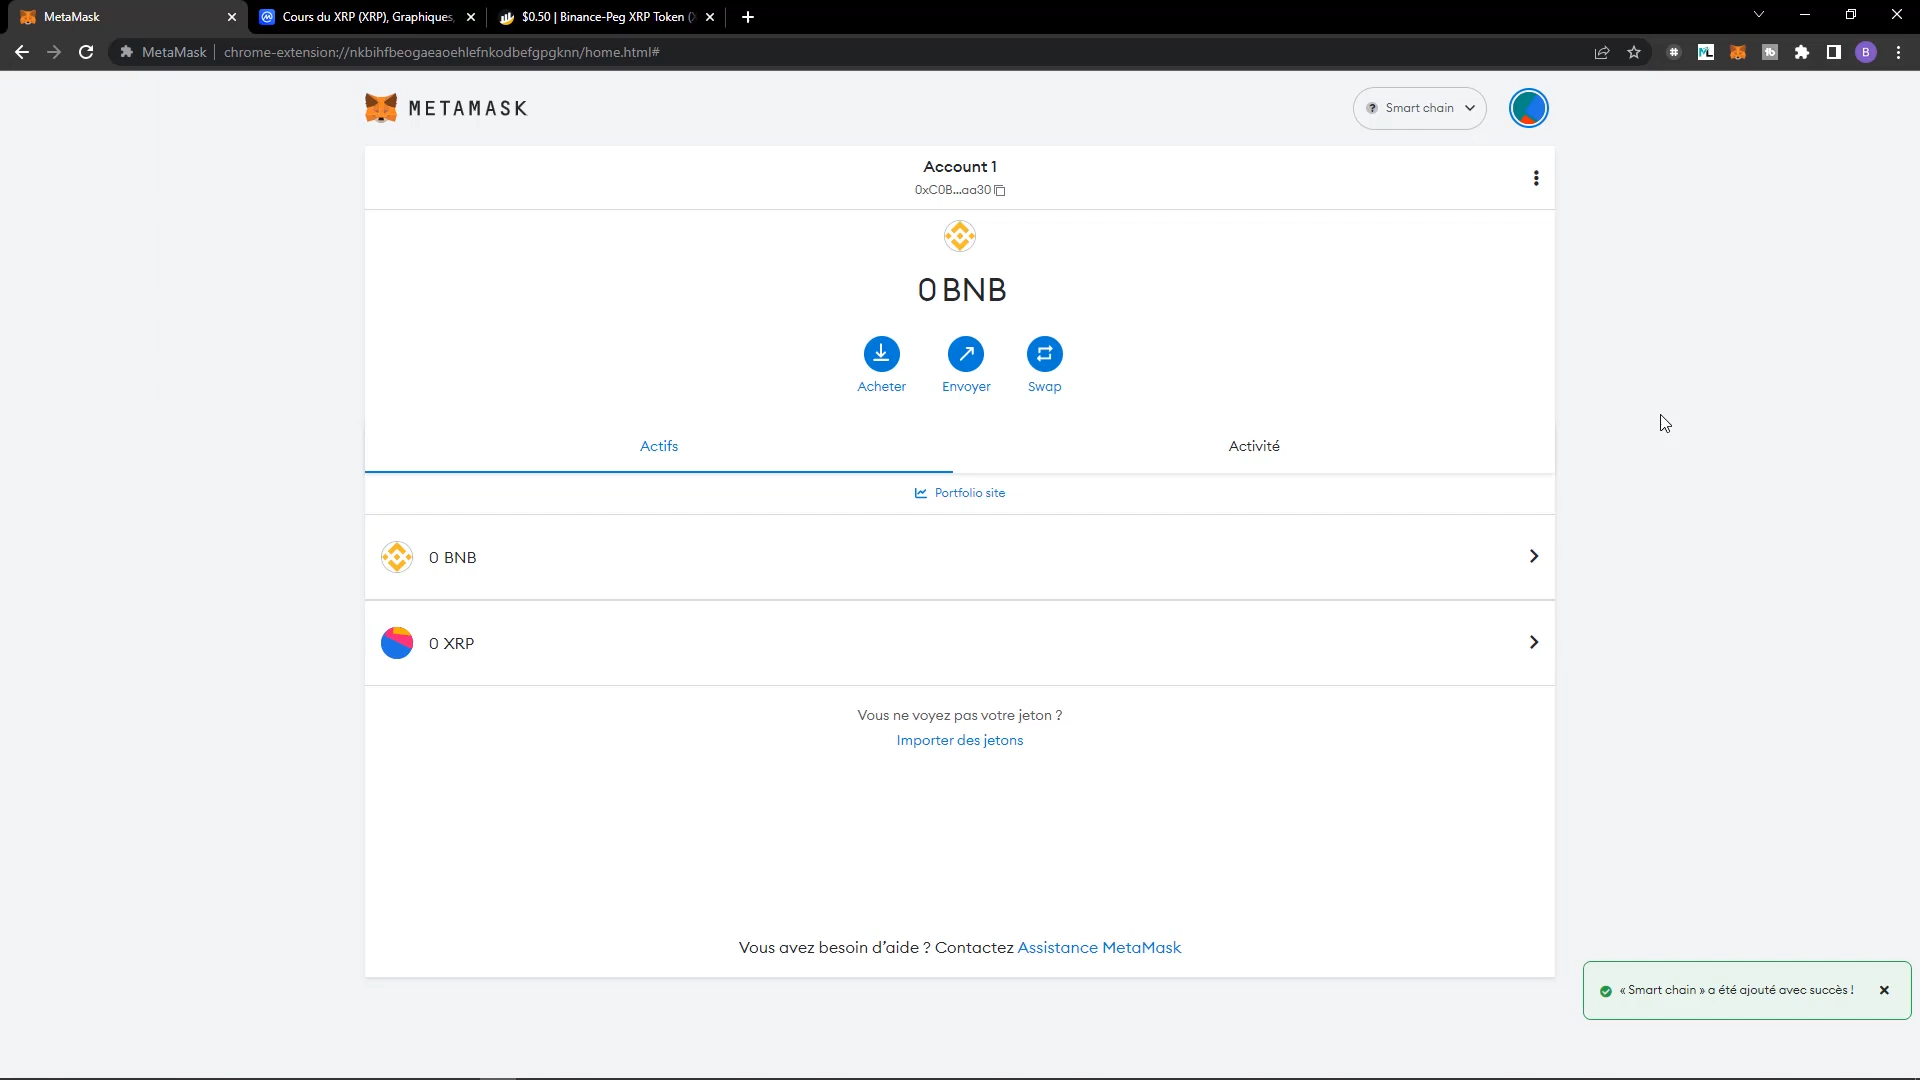 MetaMask
Cours du XRP (XRP), Graphiques,
$0.50 | Binance-Peg XRP Token (
MetaMask
chrome-extension://nkbihfbeogaeaoehlefnkodbefgpgknn/home.html#
B
METAMASK
Smart chain
Account 1
0xC0B...aa30
0 BNB
Acheter
Envoyer
Swap
Actifs
Activité
Portfolio site
0 BNB
0 XRP
Vous ne voyez pas votre jeton ?
Importer des jetons
Vous avez besoin d’aide ? Contactez Assistance MetaMask
« Smart chain » a été ajouté avec succès !